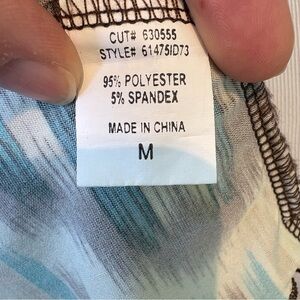 CUT# 630555
STYLE# 61475ID73
95% POLYESTER
5% SPANDEX
MADE IN CHINA
M